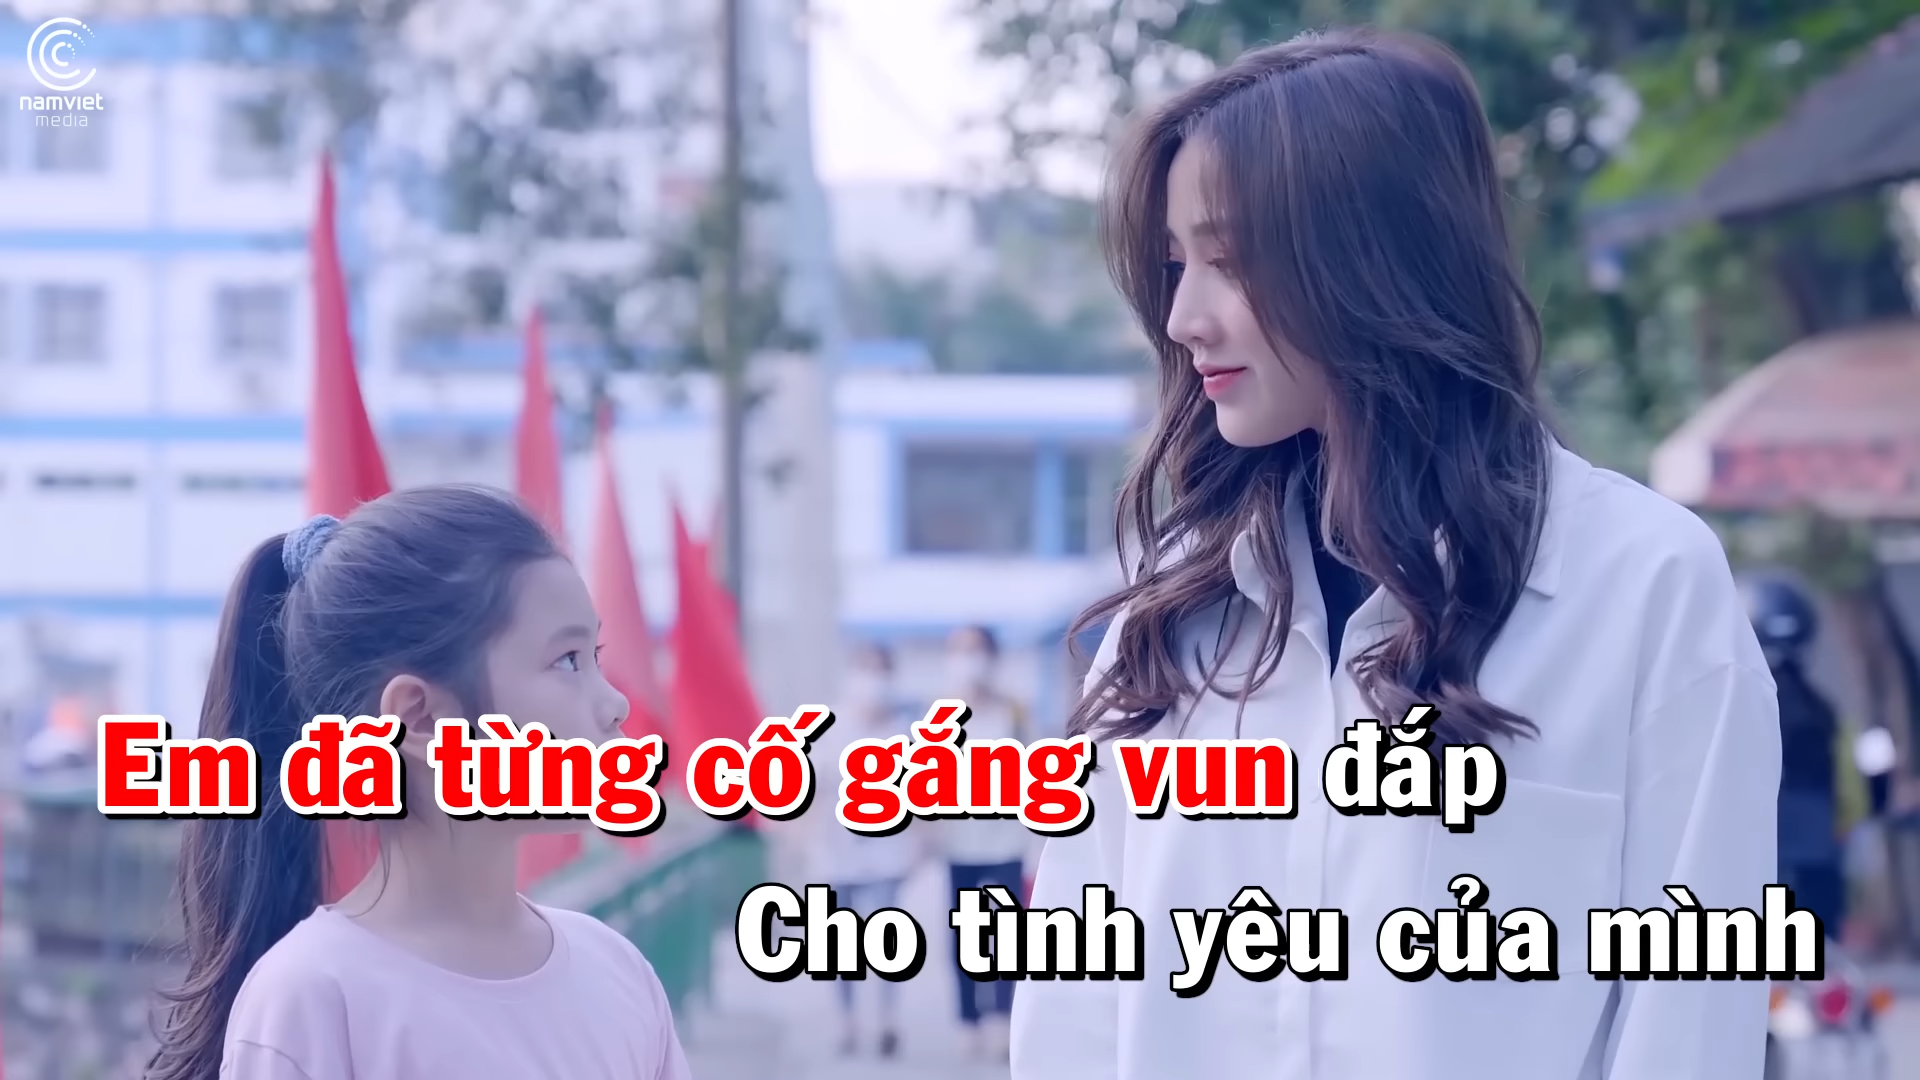 namviet
media
Em đã từng cố gắng vun đắp
Cho tình yêu của mình